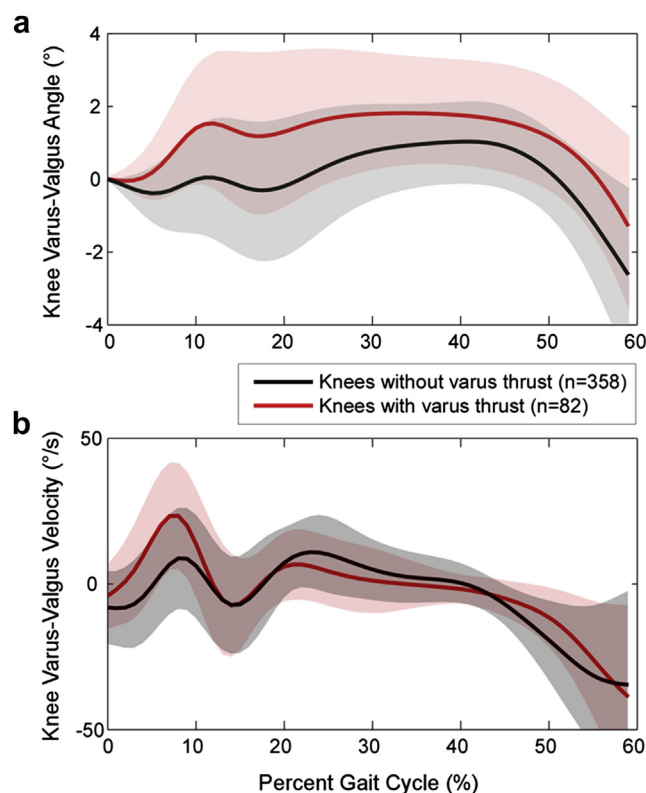 a
Knee Varus-Valgus Angle (°)
4
2
0
-2
-4
0 10 20 30 40 50 60
Knees without varus thrust (n=358)
Knees with varus thrust (n=82)
b
Knee Varus-Valgus Velocity (°/s)
50
0
-50
0 10 20 30 40 50 60
Percent Gait Cycle (%)